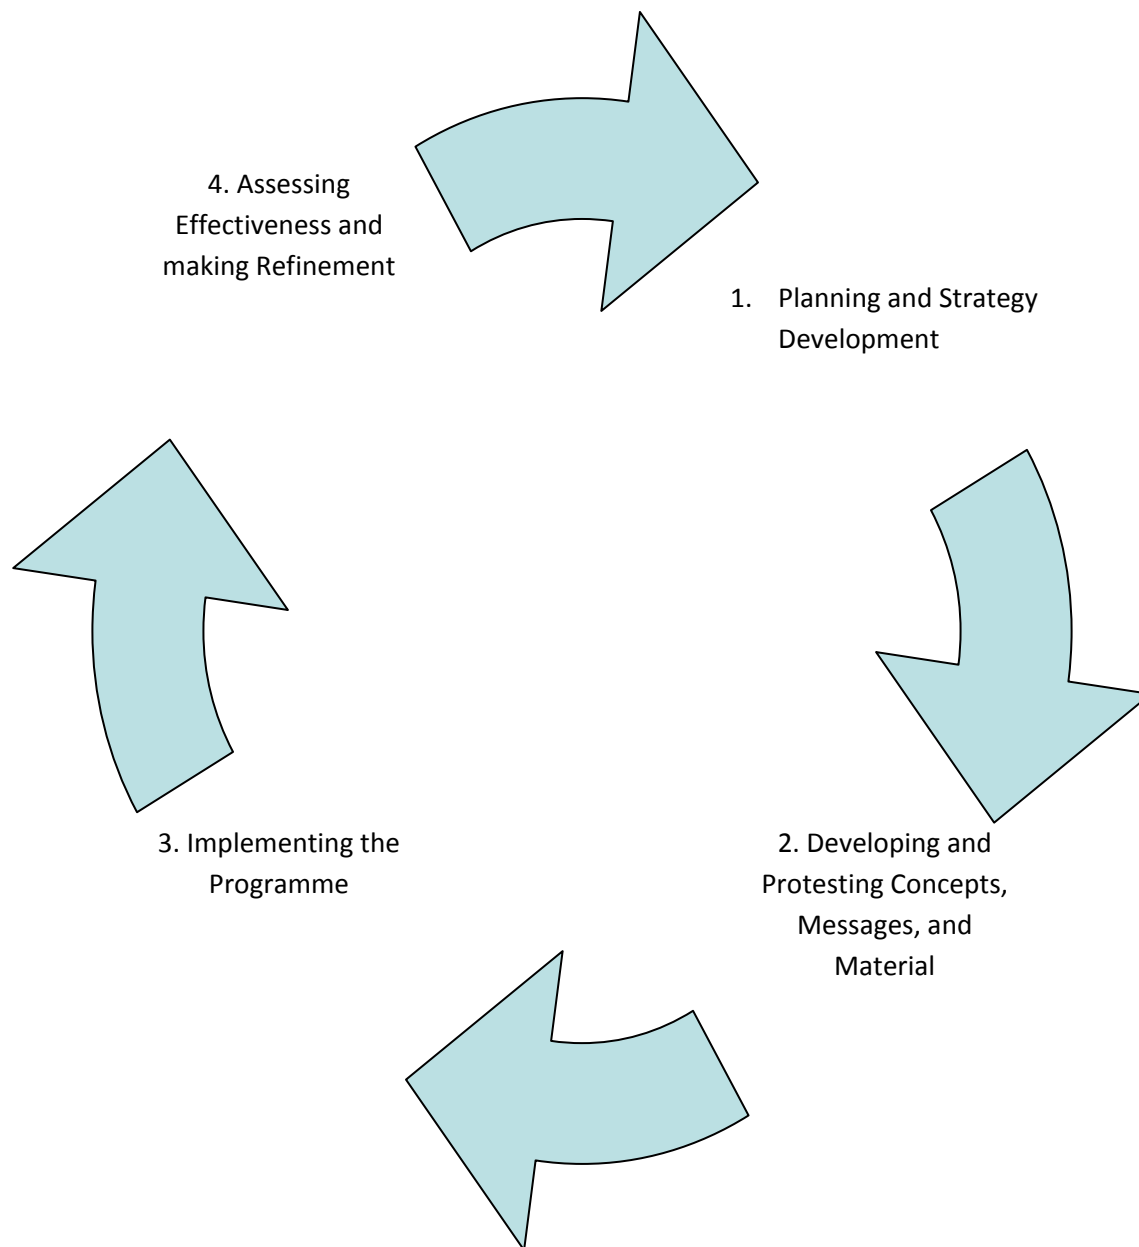 4. Assessing
Effectiveness and
making Refinement
1. Planning and Strategy
Development
3. Implementing the
Programme
2. Developing and
Protesting Concepts,
Messages, and
Material